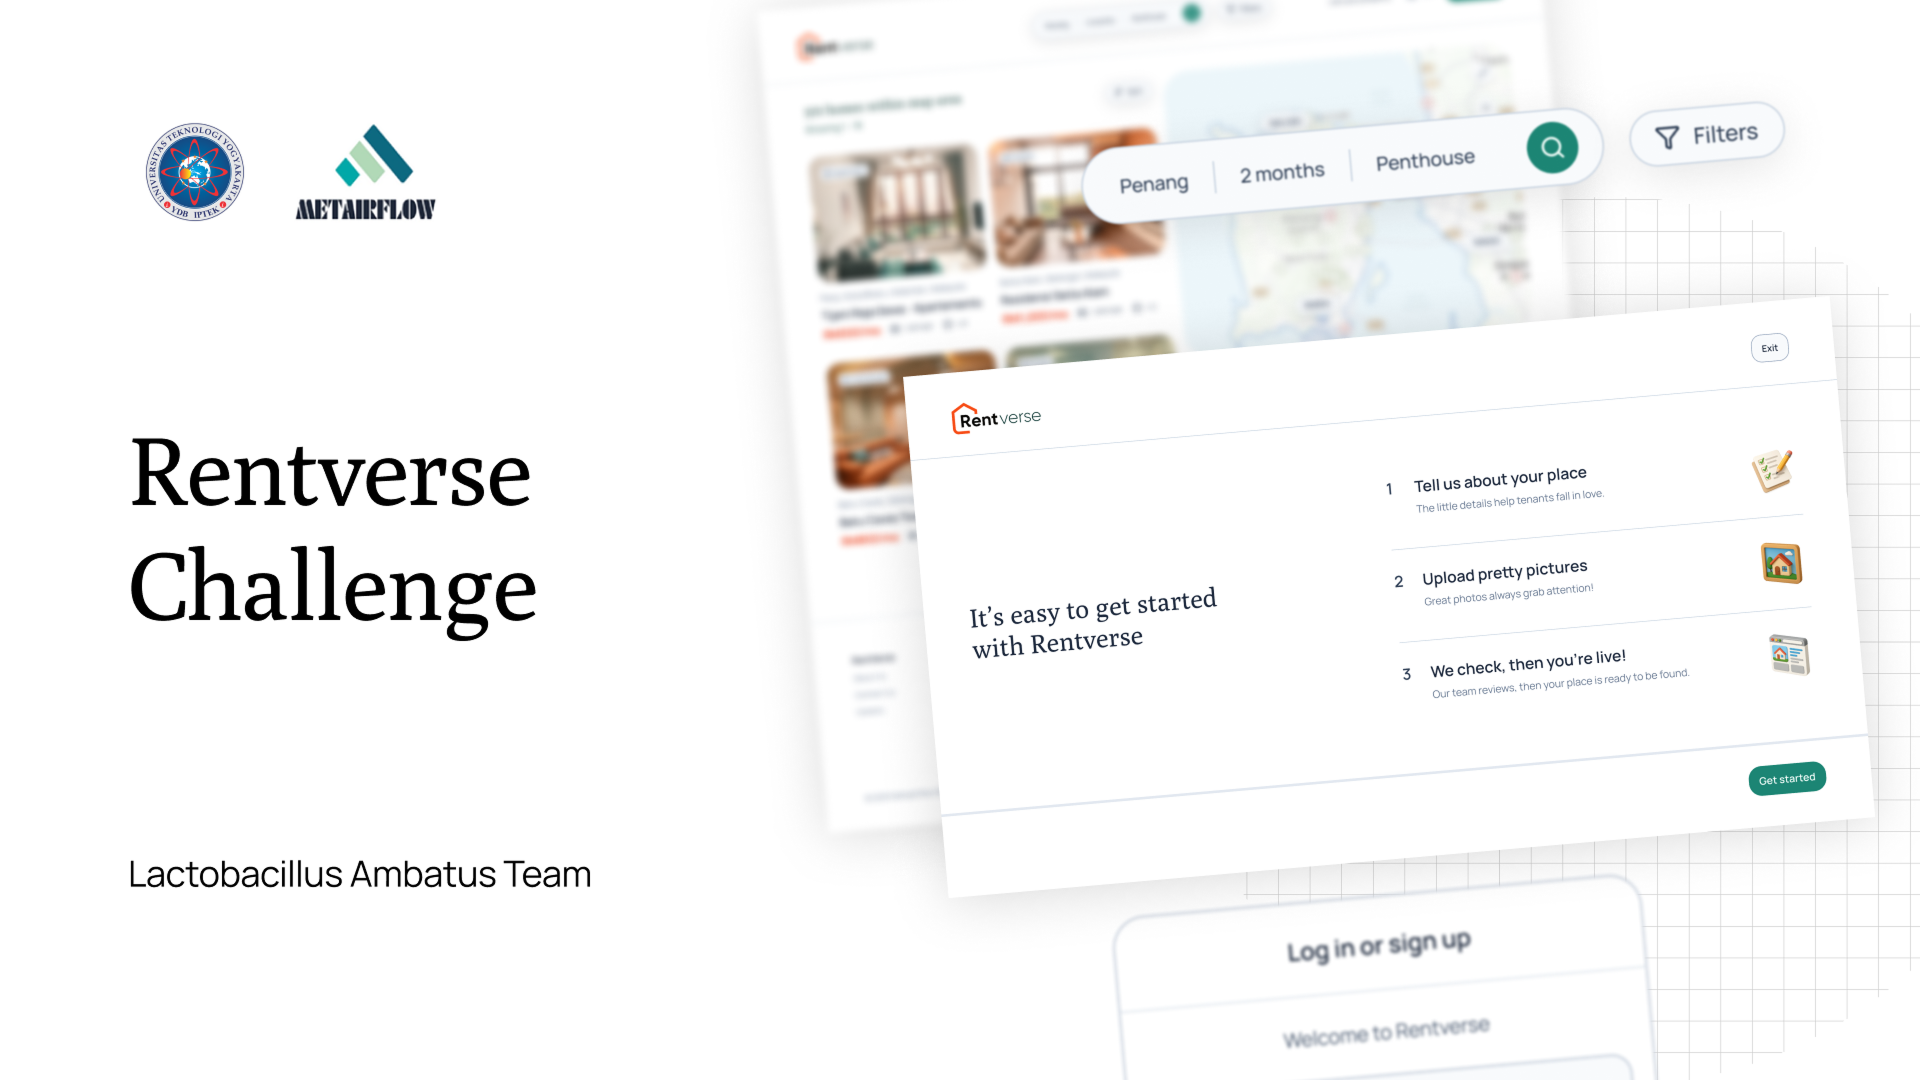 UNIVERSITAS TEKNOLOGI YOGYAKARTA
YDB IPTEK
METAIRFLOW
Rentverse
Challenge
Lactobacillus Ambatus Team
Rentverse
Penang
2 months
Penthouse
Filters
Rentverse
Exit
It's easy to get started
with Rentverse
1 Tell us about your place
The little details help tenants fall in love.
2 Upload pretty pictures
Great photos always grab attention!
3 We check, then you're live!
Our team reviews, then your place is ready to be found.
Get started
Log in or sign up
Welcome to Rentverse